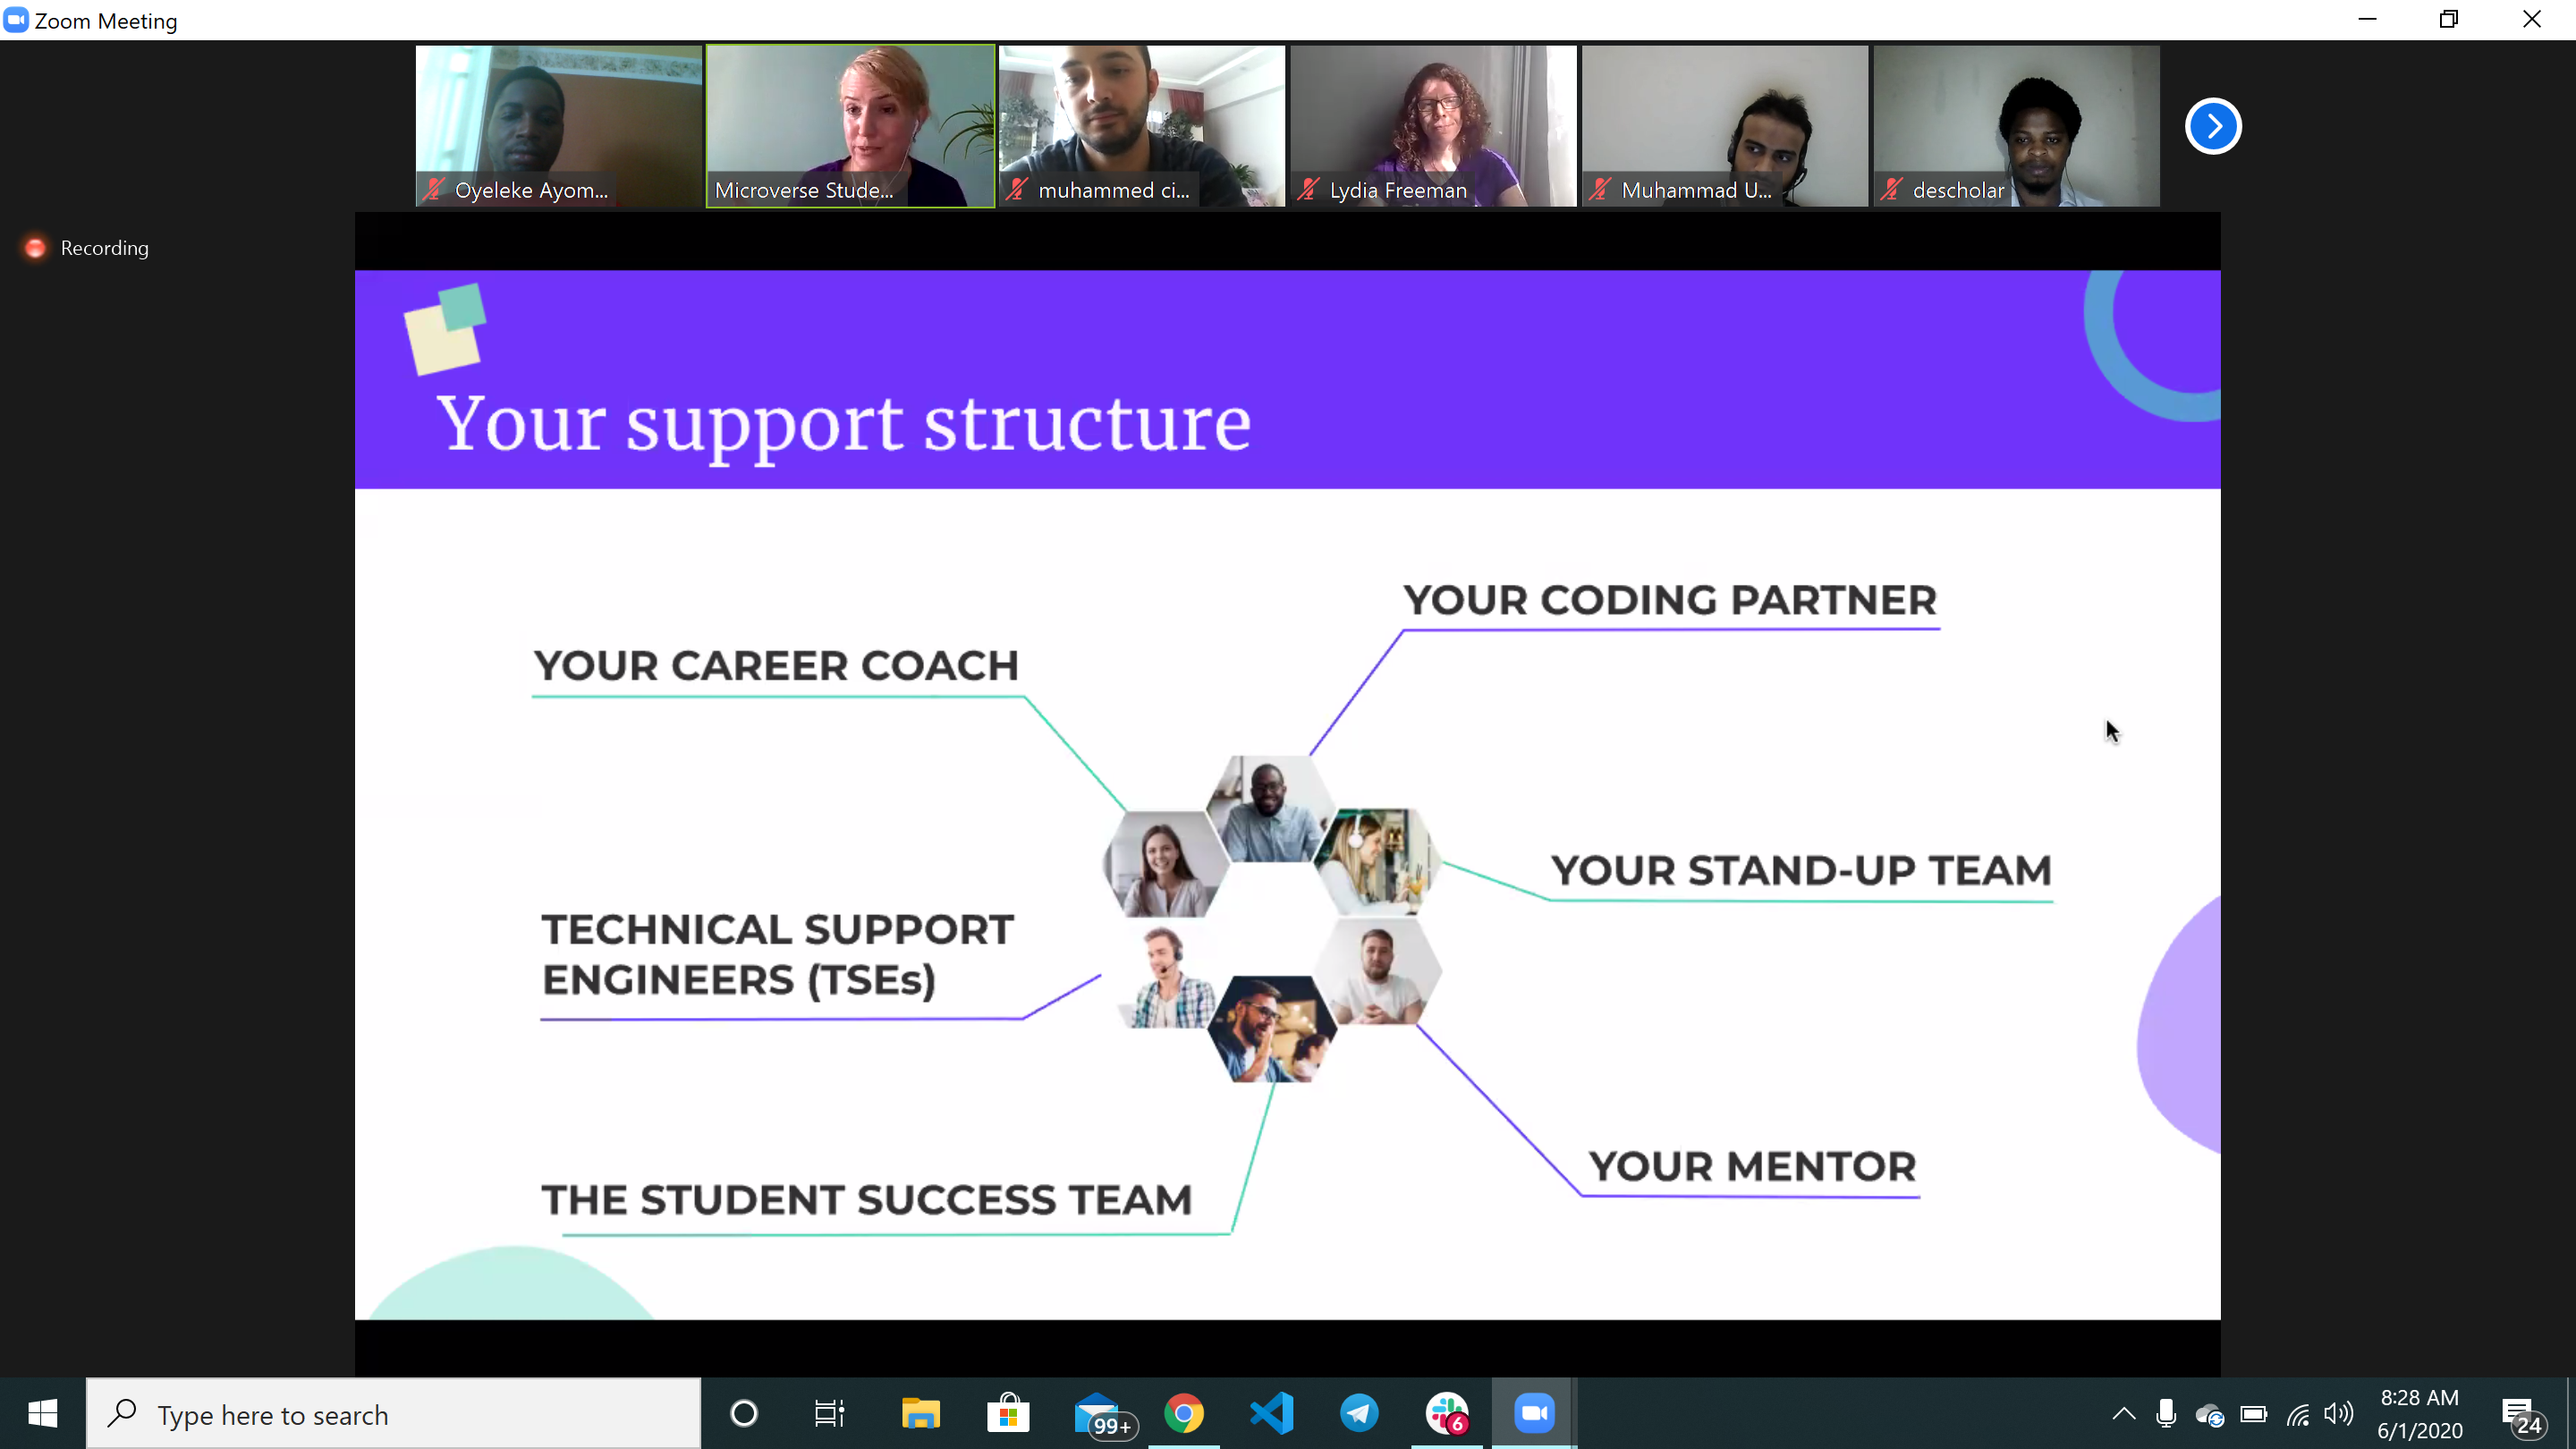 Zoom Meeting
Oyeleke Ayom...
Microverse Stude...
muhammed ci...
Lydia Freeman
Muhammad U...
descholar
Recording
Your support structure
YOUR CODING PARTNER
YOUR CAREER COACH
YOUR STAND-UP TEAM
TECHNICAL SUPPORT
ENGINEERS (TSEs)
YOUR MENTOR
THE STUDENT SUCCESS TEAM
Type here to search
99+
6
8:28 AM
6/1/2020
24